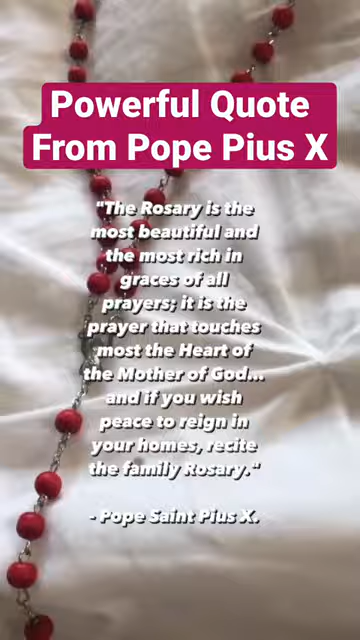 Powerful Quote
From Pope Pius X
"The Rosary is the
most beautiful and
the most rich in
graces of all
prayers; it is the
prayer that touches
most the Heart of
the Mother of God...
and if you wish
peace to reign in
your homes, recite
the family Rosary."
- Pope Saint Pius X.